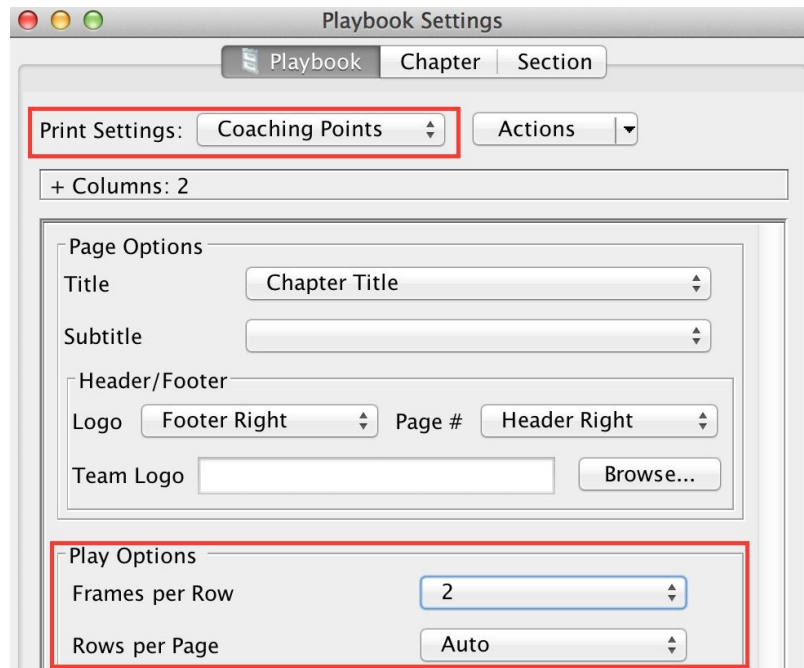 Playbook Settings
Playbook Chapter Section
Print Settings: Coaching Points Actions
+ Columns: 2
Page Options
Title Chapter Title
Subtitle
Header/Footer
Logo Footer Right Page # Header Right
Team Logo Browse...
Play Options
Frames per Row 2
Rows per Page Auto